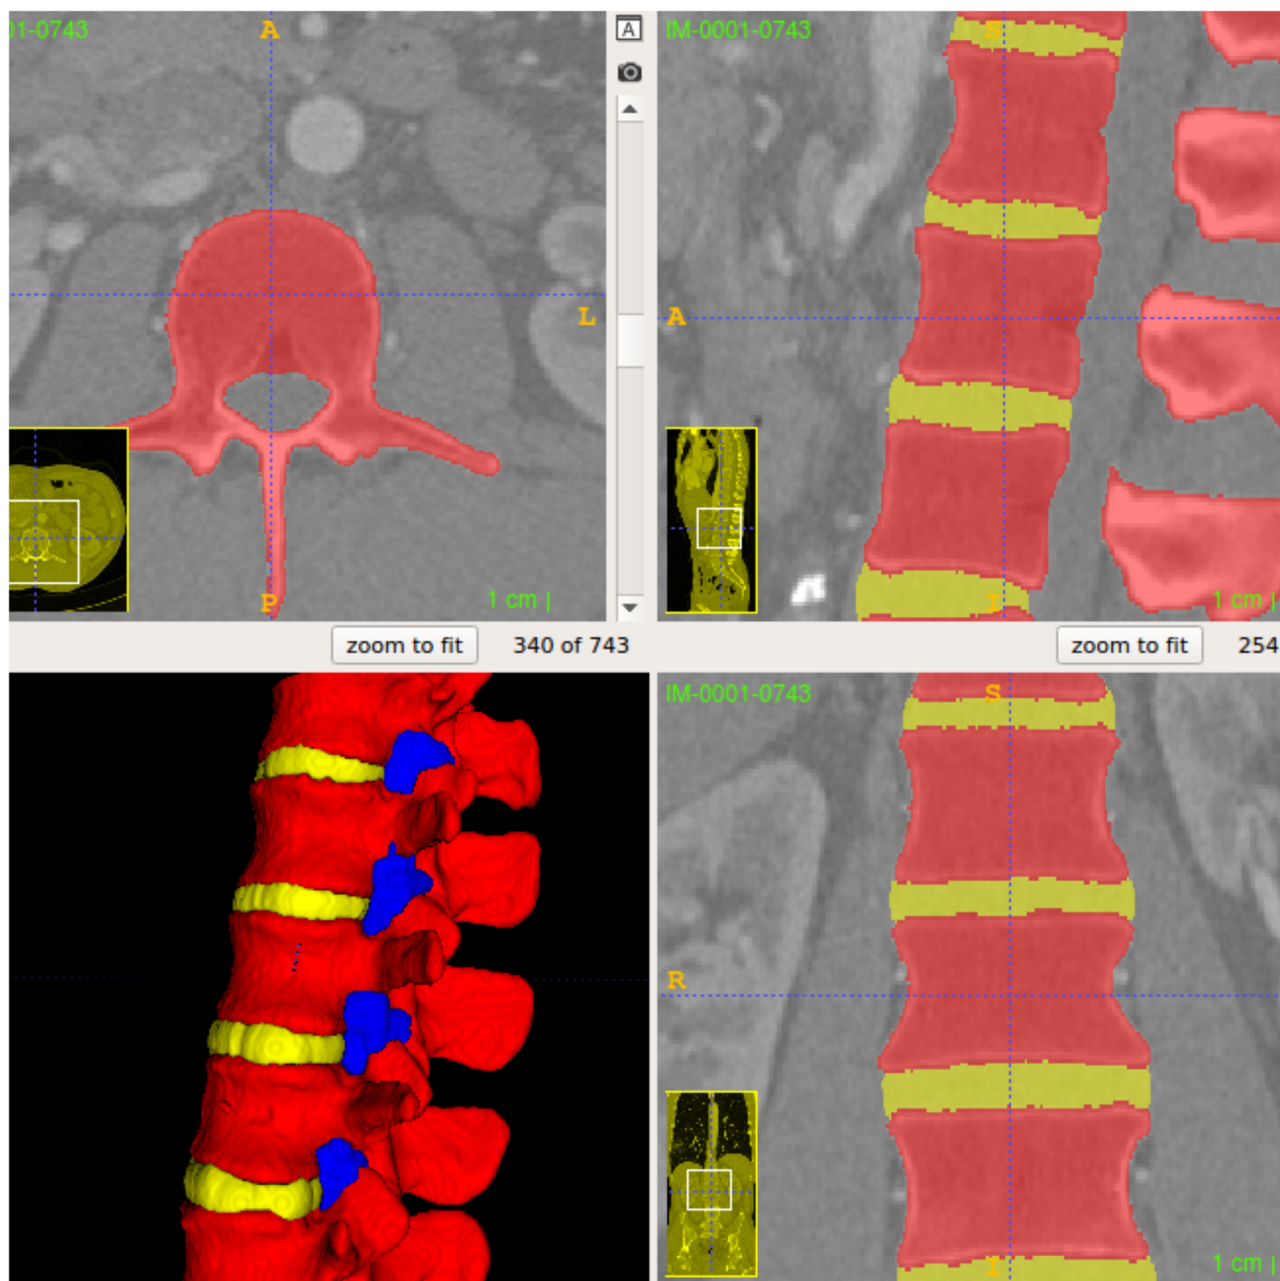 01-0743
A
A
L
P
1 cm
IM-0001-0743
S
A
I
1 cm
zoom to fit
340 of 743
zoom to fit
254
IM-0001-0743
S
R
I
1 cm